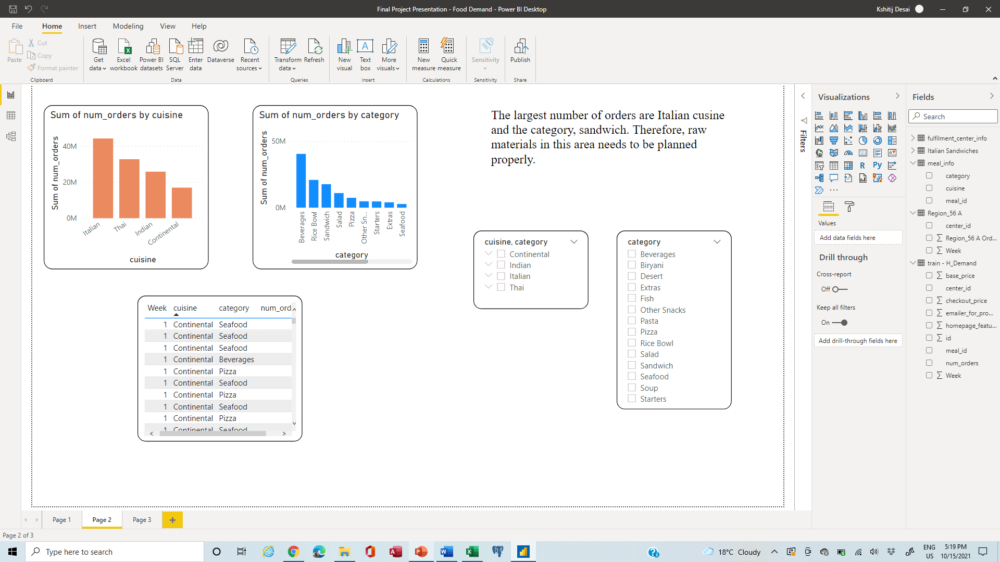 Final Project Presentation - Food Demand - Power BI Desktop
Kshitij Desai
File Home Insert Modeling View Help
Paste
Cut
Copy
Format painter
Clipboard
Get data
Excel workbook
Power BI datasets
SQL Server
Enter data
Dataverse
Recent sources
Data
Transform data
Refresh
Queries
New visual
Text box
More visuals
Insert
New measure
Quick measure
Calculations
Sensitivity
Sensitivity
Publish
Share
Sum of num_orders by cuisine
Sum of num_orders
40M
20M
0M
Italian
Thai
Indian
Continental
cuisine
Sum of num_orders by category
Sum of num_orders
50M
0M
Beverages
Rice Bowl
Sandwich
Salad
Pizza
Other Sn...
Starters
Extras
Seafood
category
The largest number of orders are Italian cusine
and the category, sandwich. Therefore, raw
materials in this area needs to be planned
properly.
cuisine, category
Continental
Indian
Italian
Thai
category
Beverages
Biryani
Desert
Extras
Fish
Other Snacks
Pasta
Pizza
Rice Bowl
Salad
Sandwich
Seafood
Soup
Starters
Week cuisine category num_ord
1 Continental Seafood
1 Continental Seafood
1 Continental Seafood
1 Continental Beverages
1 Continental Pizza
1 Continental Seafood
1 Continental Pizza
1 Continental Seafood
1 Continental Pizza
1 Continental Seafood
Filters
Visualizations
R Py
123
Values
Add data fields here
Drill through
Cross-report
Off
Keep all filters
On
Add drill-through fields here
Fields
Search
fulfilment_center_info
Italian Sandwiches
meal_info
category
cuisine
meal_id
Region_56 A
center_id
Region_56 A Ord...
Week
train - H_Demand
base_price
center_id
checkout_price
emailer_for_pro...
homepage_featu...
id
meal_id
num_orders
Week
Page 1
Page 2
Page 3
Page 2 of 3
Type here to search
18°C Cloudy
ENG
US
5:19 PM
10/15/2021